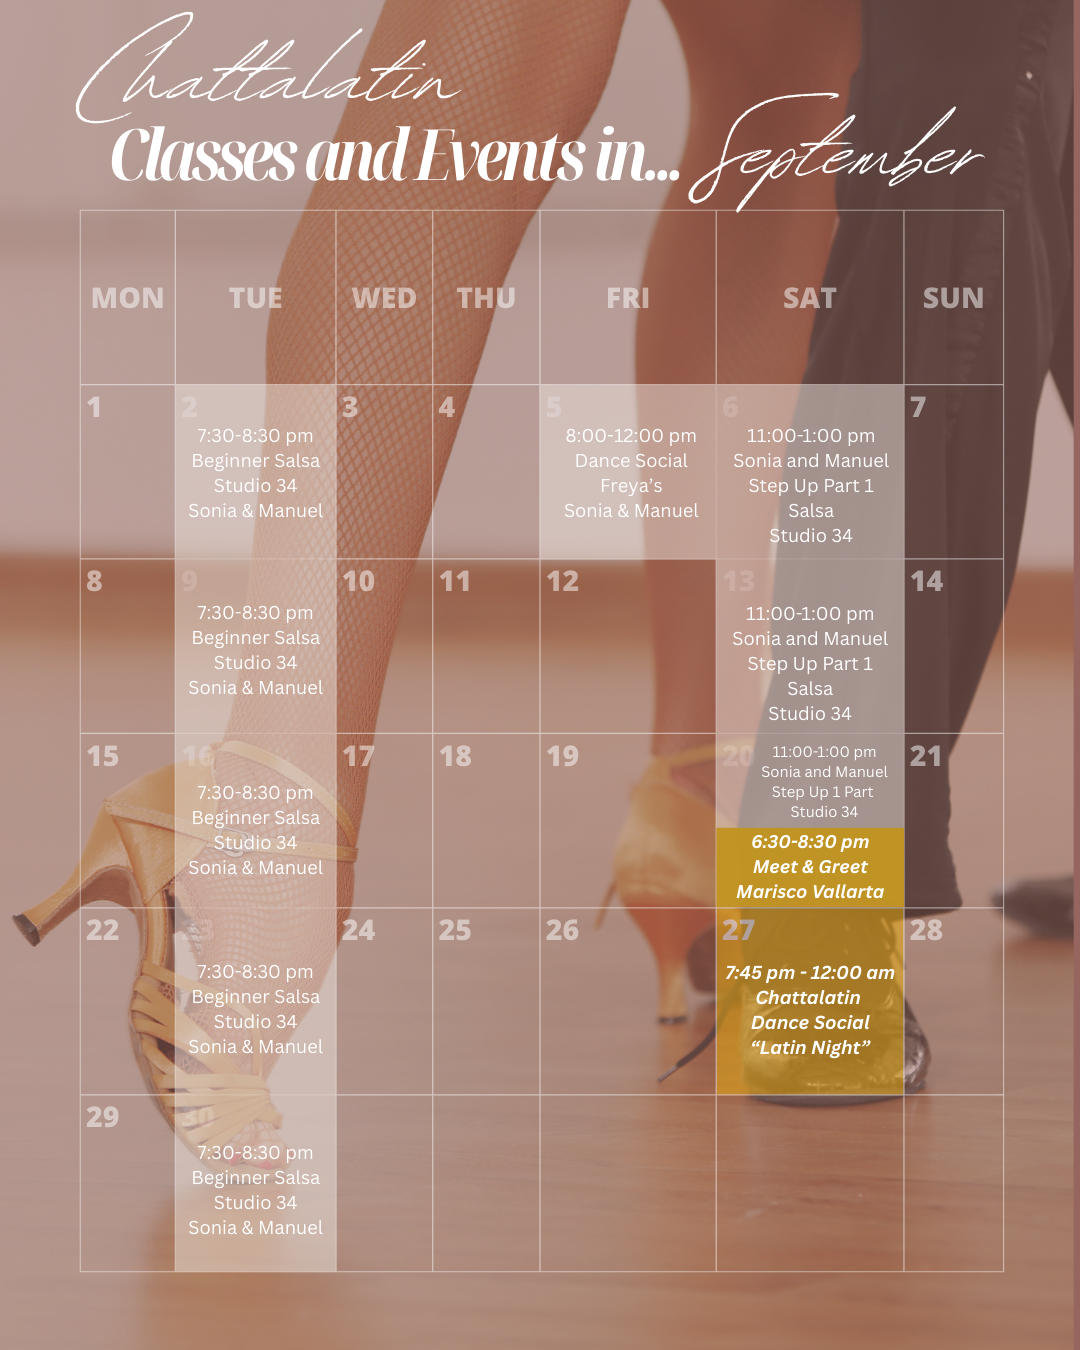 Chattalatin
Classes and Events in... September
MON TUE WED THU FRI SAT SUN
1
2
7:30-8:30 pm
Beginner Salsa
Studio 34
Sonia & Manuel
3
4
5
8:00-12:00 pm
Dance Social
Freya’s
Sonia & Manuel
6
11:00-1:00 pm
Sonia and Manuel
Step Up Part 1
Salsa
Studio 34
7
8
9
7:30-8:30 pm
Beginner Salsa
Studio 34
Sonia & Manuel
10
11
12
13
11:00-1:00 pm
Sonia and Manuel
Step Up Part 1
Salsa
Studio 34
14
15
16
7:30-8:30 pm
Beginner Salsa
Studio 34
Sonia & Manuel
17
18
19
20
11:00-1:00 pm
Sonia and Manuel
Step Up 1 Part
Studio 34
6:30-8:30 pm
Meet & Greet
Marisco Vallarta
21
22
23
7:30-8:30 pm
Beginner Salsa
Studio 34
Sonia & Manuel
24
25
26
27
7:45 pm - 12:00 am
Chattalatin
Dance Social
“Latin Night”
28
29
30
7:30-8:30 pm
Beginner Salsa
Studio 34
Sonia & Manuel